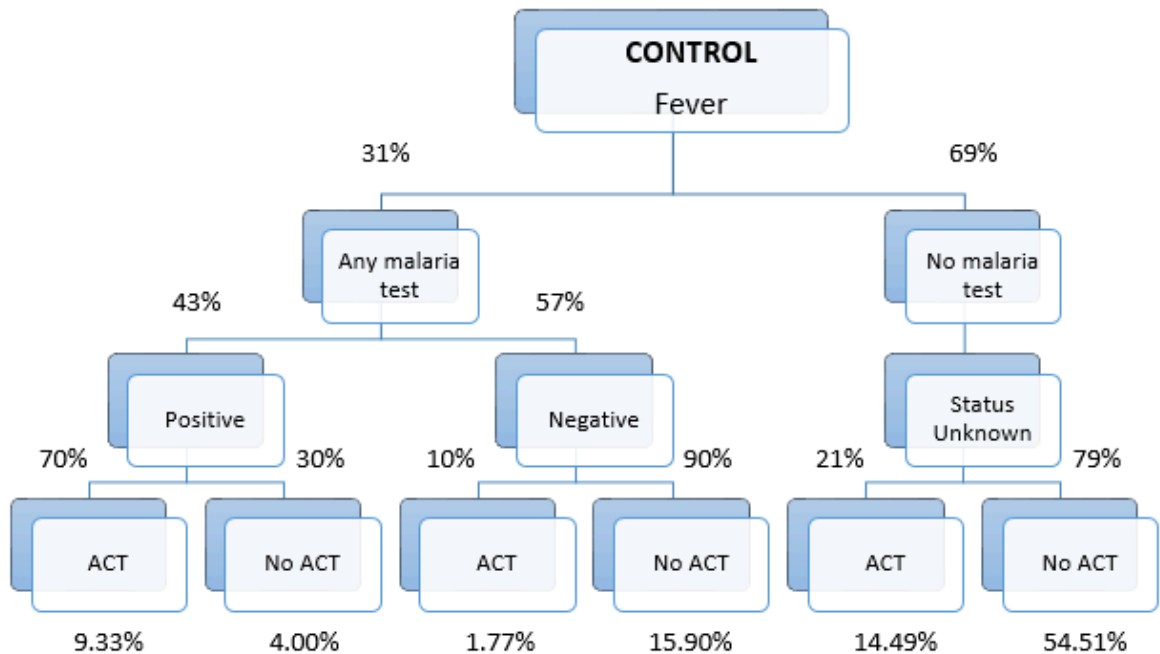 CONTROL
Fever
31%
69%
Any malaria
test
No malaria
test
43%
57%
Positive
Negative
Status
Unknown
70%
30%
10%
90%
21%
79%
ACT
No ACT
ACT
No ACT
ACT
No ACT
9.33%
4.00%
1.77%
15.90%
14.49%
54.51%